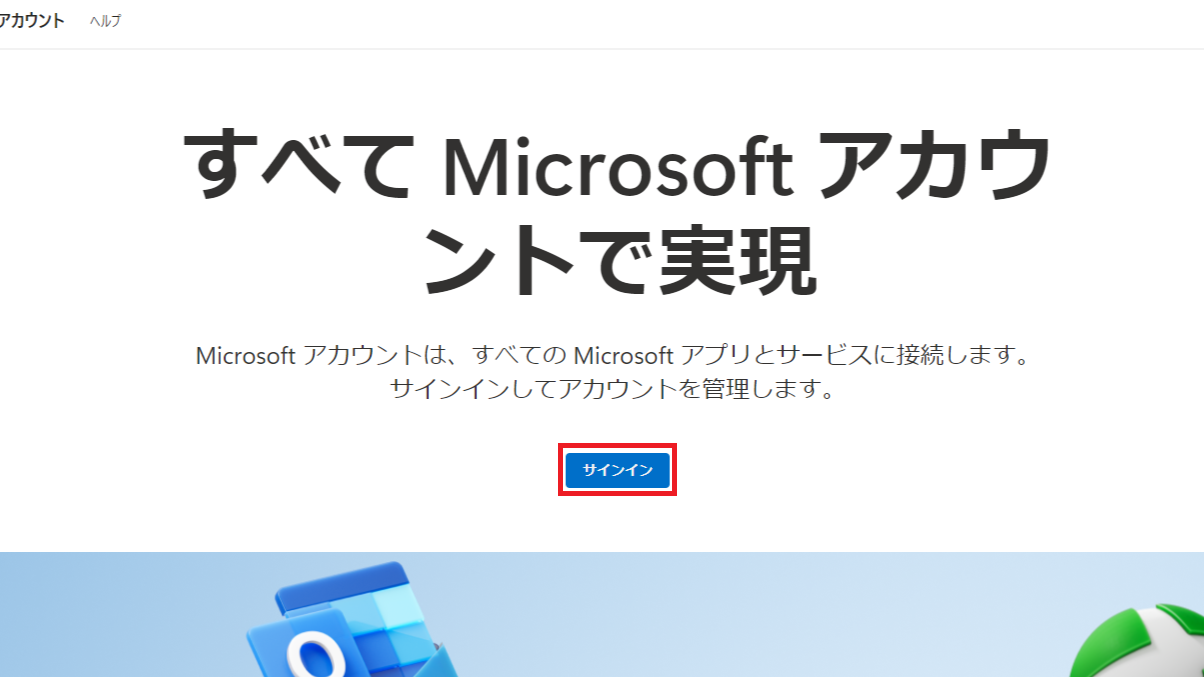 アカウント ヘルプ
すべて Microsoft アカウ
ントで実現
Microsoft アカウントは、すべての Microsoft アプリとサービスに接続します。
サインインしてアカウントを管理します。
サインイン